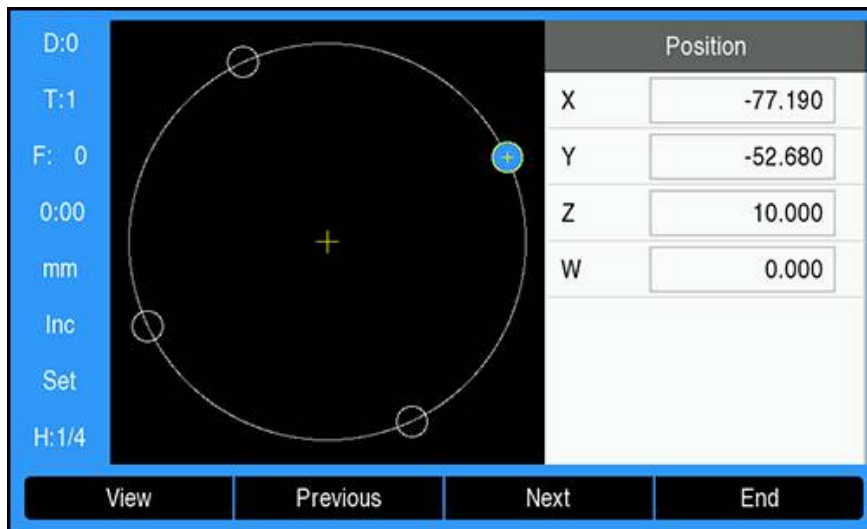 D:0
T:1
F: 0
0:00
mm
Inc
Set
H:1/4
Position
X -77.190
Y -52.680
Z 10.000
W 0.000
View Previous Next End